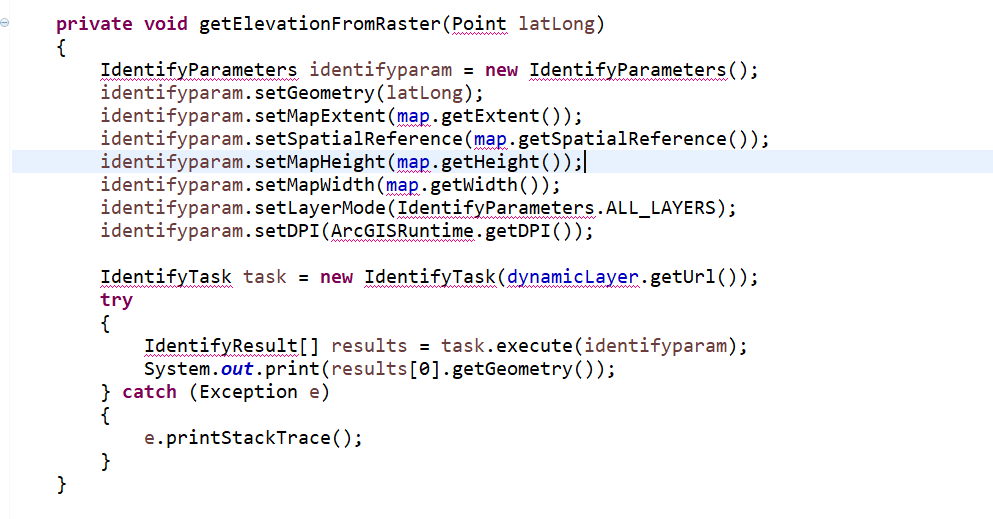 private void getElevationFromRaster(Point latLong)
{
IdentifyParameters identifyparam = new IdentifyParameters();
identifyparam.setGeometry(latLong);
identifyparam.setMapExtent(map.getExtent());
identifyparam.setSpatialReference(map.getSpatialReference());
identifyparam.setMapHeight(map.getHeight());
identifyparam.setMapWidth(map.getWidth());
identifyparam.setLayerMode(IdentifyParameters.ALL_LAYERS);
identifyparam.setDPI(ArcGISRuntime.getDPI());
IdentifyTask task = new IdentifyTask(dynamicLayer.getUrl());
try
{
IdentifyResult[] results = task.execute(identifyparam);
System.out.print(results[0].getGeometry());
} catch (Exception e)
{
e.printStackTrace();
}
}